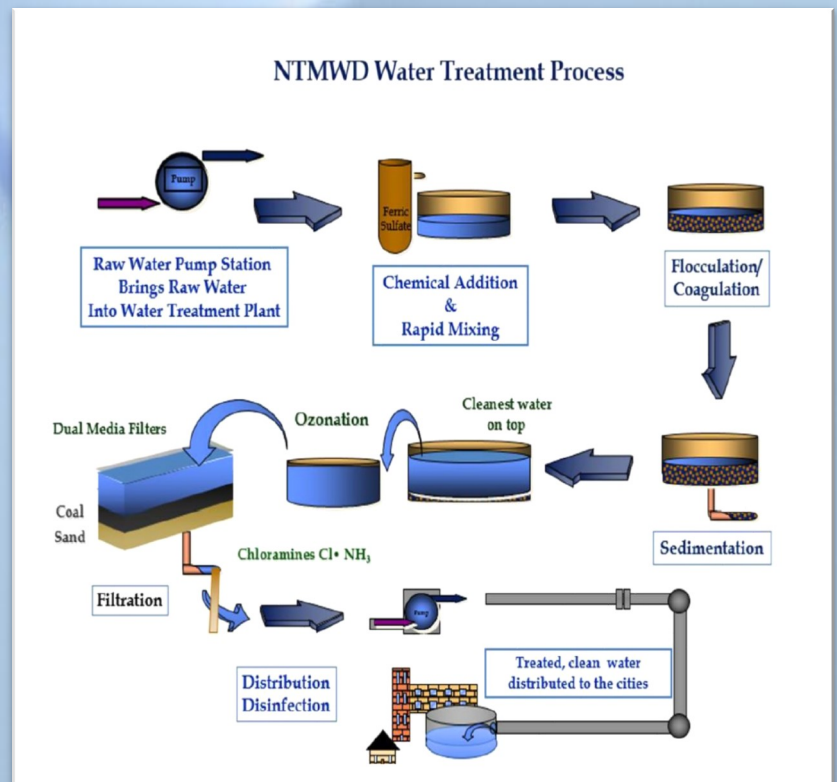 NTMWD Water Treatment Process
Pump
Raw Water Pump Station
Brings Raw Water
Into Water Treatment Plant
Ferric
Sulfate
Chemical Addition
&
Rapid Mixing
Flocculation/
Coagulation
Sedimentation
Cleanest water
on top
Ozonation
Dual Media Filters
Coal
Sand
Filtration
Chloramines Cl• NH₃
Distribution
Disinfection
Pump
Treated, clean water
distributed to the cities